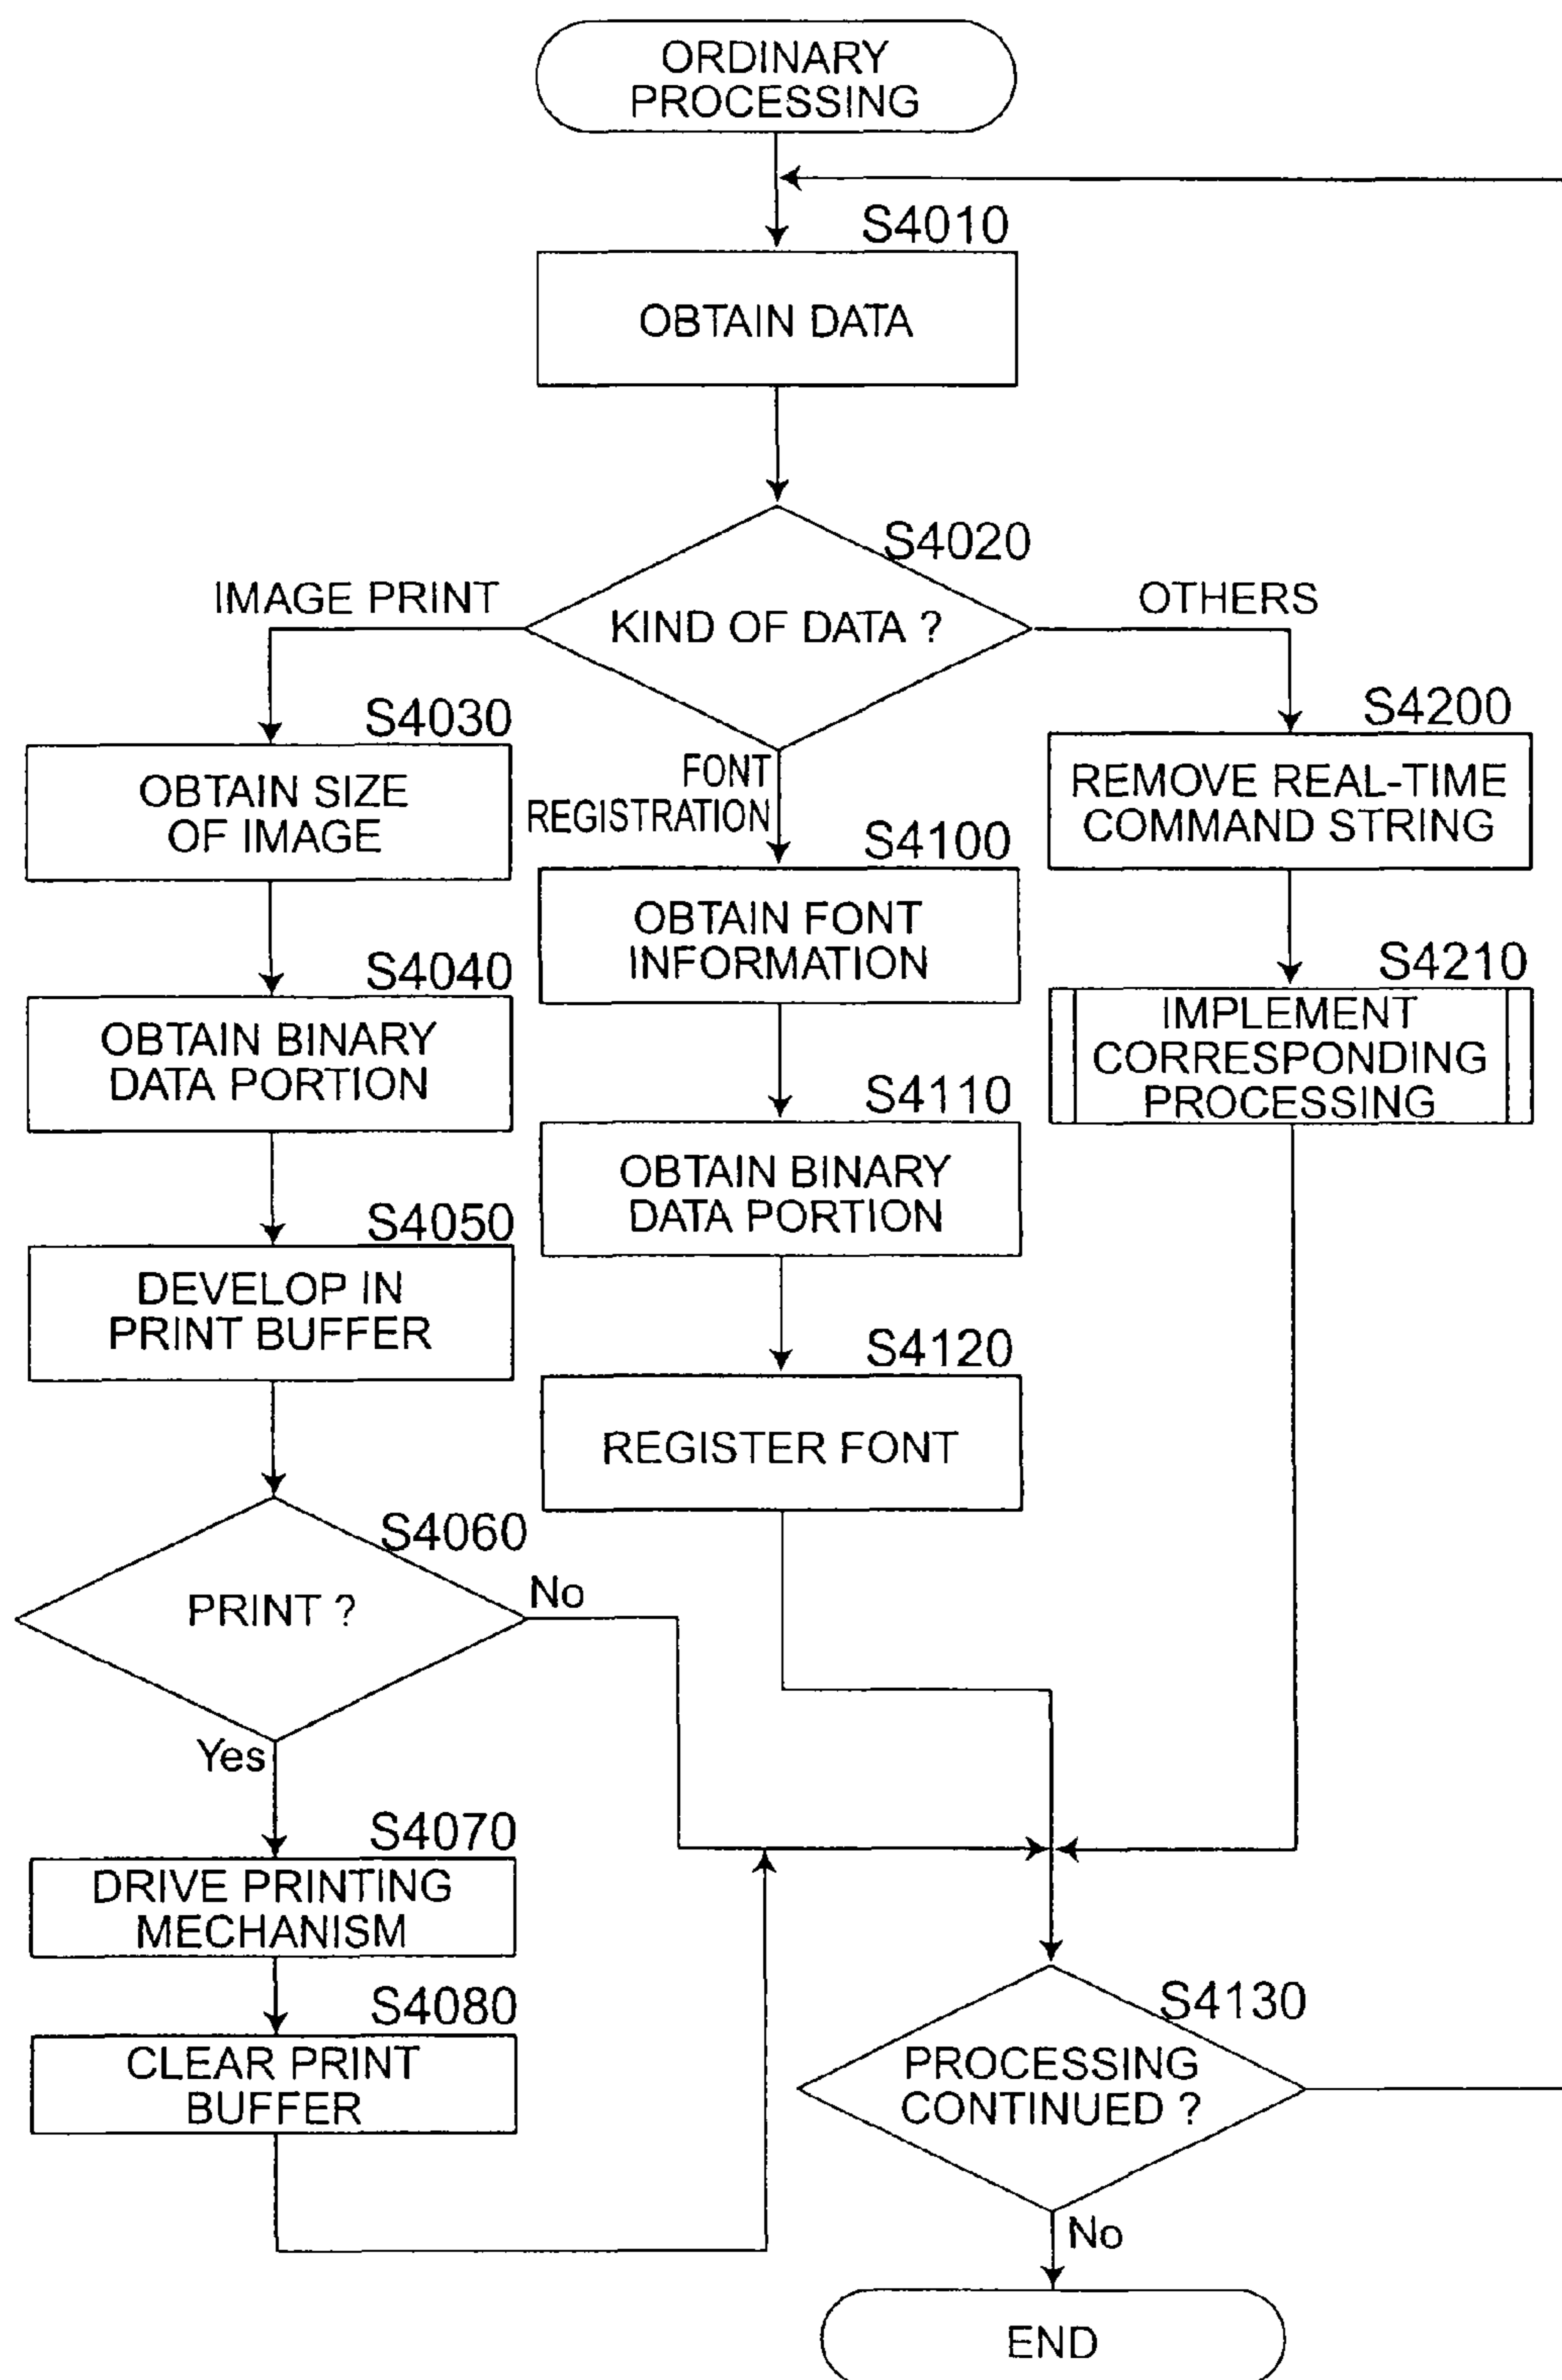 ORDINARY
PROCESSING
S4010
OBTAIN DATA
S4020
KIND OF DATA ?
IMAGE PRINT
OTHERS
FONT
REGISTRATION
S4030
OBTAIN SIZE
OF IMAGE
S4040
OBTAIN BINARY
DATA PORTION
S4050
DEVELOP IN
PRINT BUFFER
S4060
PRINT ?
No
Yes
S4070
DRIVE PRINTING
MECHANISM
S4080
CLEAR PRINT
BUFFER
S4100
OBTAIN FONT
INFORMATION
S4110
OBTAIN BINARY
DATA PORTION
S4120
REGISTER FONT
S4200
REMOVE REAL-TIME
COMMAND STRING
S4210
IMPLEMENT
CORRESPONDING
PROCESSING
S4130
PROCESSING
CONTINUED ?
No
END